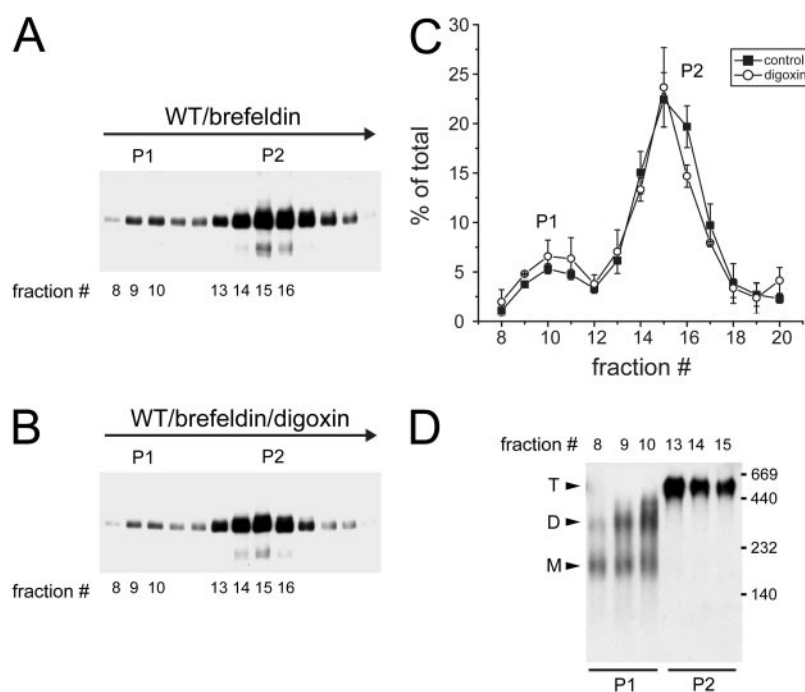 A
WT/brefeldin
P1 P2
fraction # 8 9 10 13 14 15 16
B
WT/brefeldin/digoxin
P1 P2
fraction # 8 9 10 13 14 15 16
C
30
25
20
15
10
5
0
% of total
P1
P2
control
digoxin
8 10 12 14 16 18 20
fraction #
D
fraction # 8 9 10 13 14 15
T
D
M
669
440
232
140
P1 P2